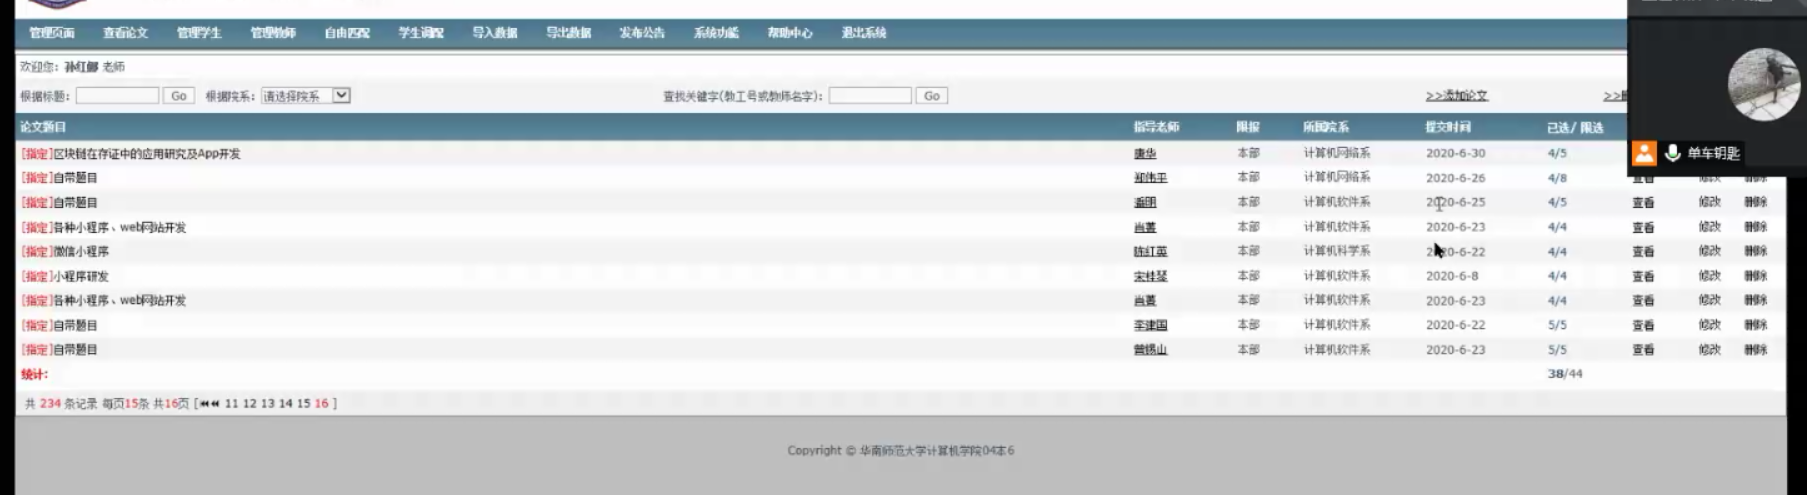 管理页面 查看论文 管理学生 管理教师 自由匹配 学生调配 导入数据 导出数据 发布公告 系统功能 帮助中心 退出系统
欢迎您: 孙红 老师
根据标题: Go 根据院系: 请选择院系 查找关键字(教工号或教师名字): Go >>添加论文 >>
论文题目 指导老师 限报 所属院系 提交时间 已选/ 限选
[指定]区块链在存证中的应用研究及App开发 唐华 本部 计算机网络系 2020-6-30 4/5
单车钥匙
[指定]自带题目 郑伟平 本部 计算机网络系 2020-6-26 4/8 查看 修改 删除
[指定]自带题目 潘明 本部 计算机软件系 2020-6-25 4/5 查看 修改 删除
[指定]各种小程序、web网站开发 肖菁 本部 计算机软件系 2020-6-23 4/4 查看 修改 删除
[指定]微信小程序 陈红英 本部 计算机科学系 2020-6-22 4/4 查看 修改 删除
[指定]小程序研发 宋桂琴 本部 计算机软件系 2020-6-8 4/4 查看 修改 删除
[指定]各种小程序、web网站开发 肖菁 本部 计算机软件系 2020-6-23 4/4 查看 修改 删除
[指定]自带题目 李建国 本部 计算机软件系 2020-6-22 5/5 查看 修改 删除
[指定]自带题目 曾锡山 本部 计算机软件系 2020-6-23 5/5 查看 修改 删除
统计: 38/44
共 234 条记录 每页15条 共16页 [ 11 12 13 14 15 16 ]
Copyright © 华南师范大学计算机学院04本6